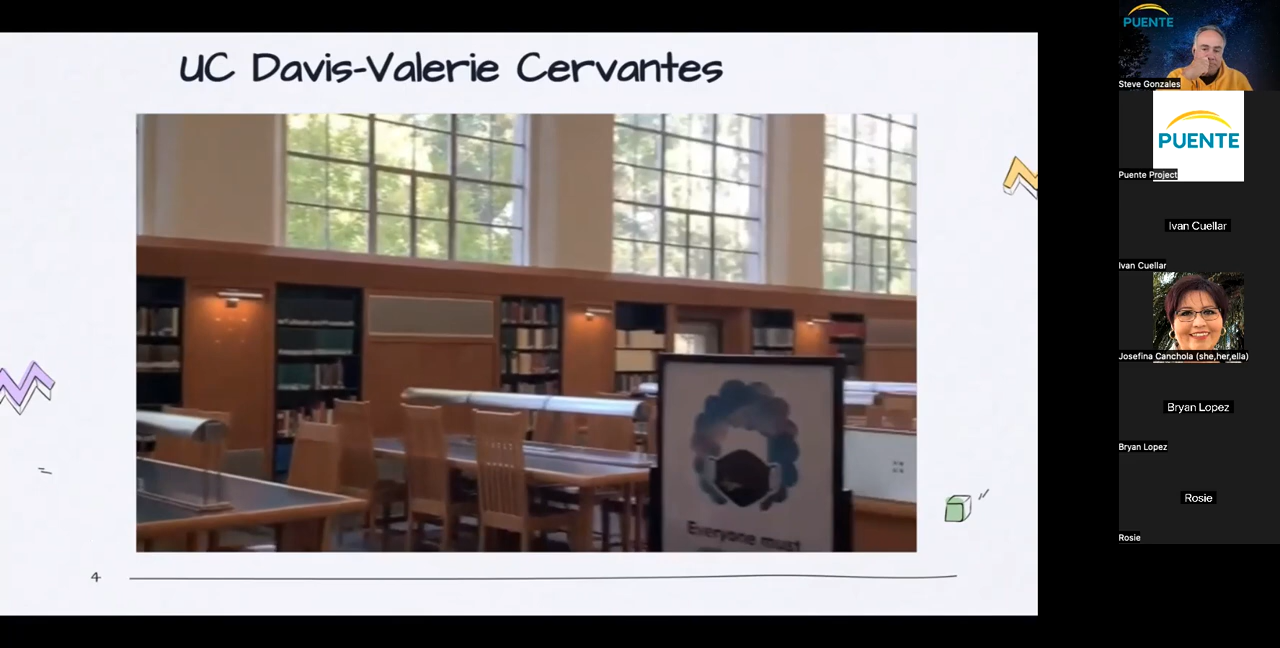 UC Davis-Valerie Cervantes
Everyone must
4
PUENTE
Steve Gonzales
PUENTE
Puente Project
Ivan Cuellar
Ivan Cuellar
Josefina Canchola (she,her,ella)
Bryan Lopez
Bryan Lopez
Rosie
Rosie